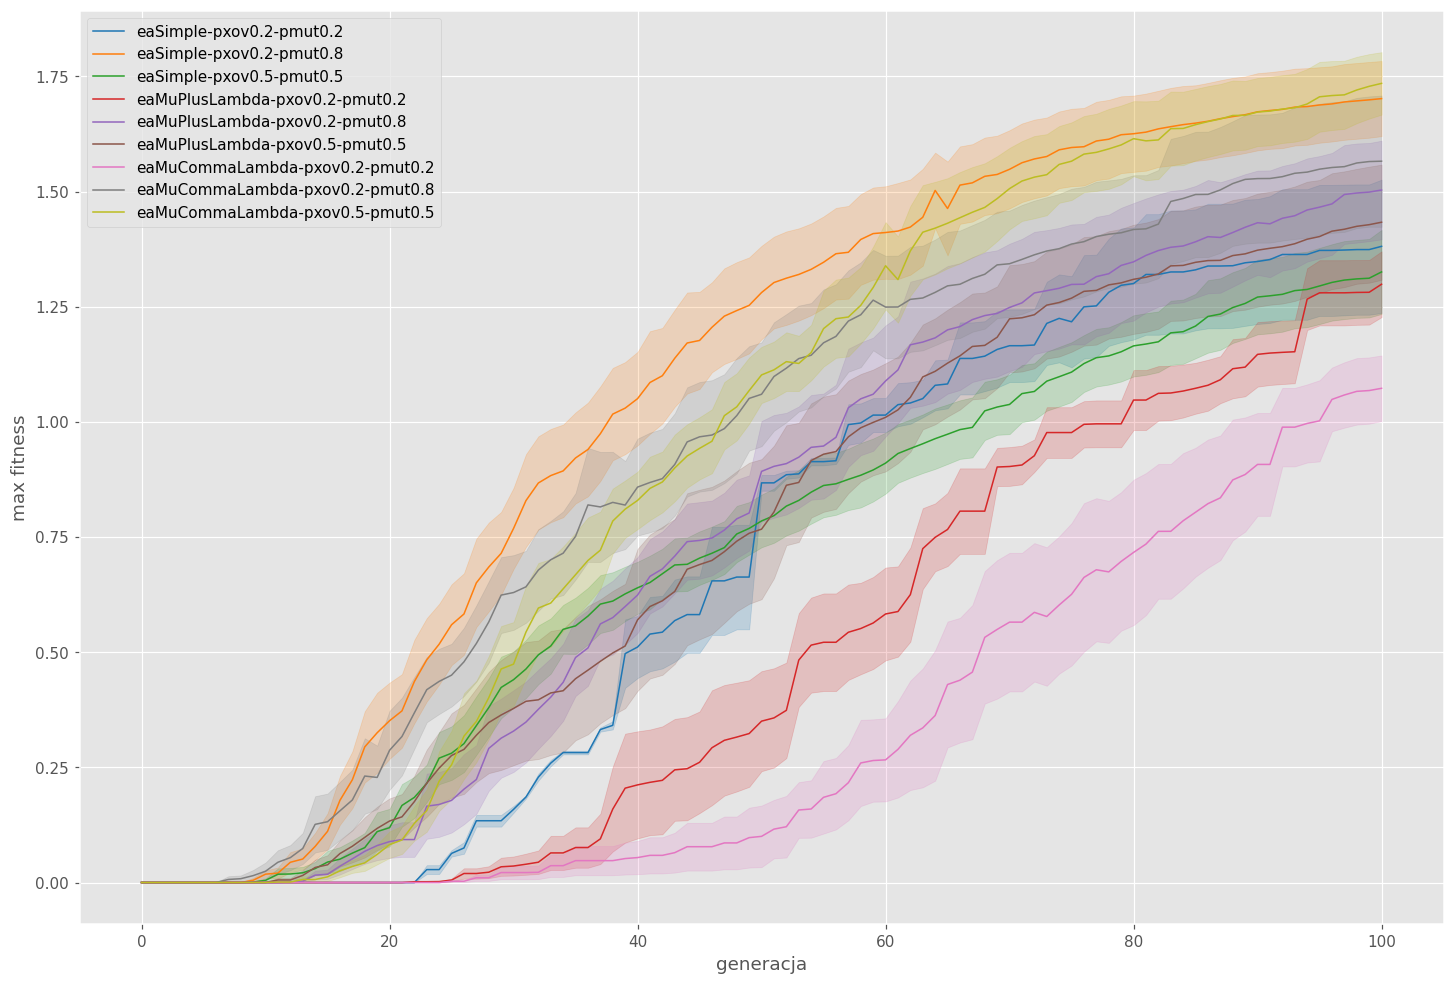 eaSimple-pxov0.2-pmut0.2
eaSimple-pxov0.2-pmut0.8
eaSimple-pxov0.5-pmut0.5
eaMuPlusLambda-pxov0.2-pmut0.2
eaMuPlusLambda-pxov0.2-pmut0.8
eaMuPlusLambda-pxov0.5-pmut0.5
eaMuCommaLambda-pxov0.2-pmut0.2
eaMuCommaLambda-pxov0.2-pmut0.8
eaMuCommaLambda-pxov0.5-pmut0.5
max fitness
1.75
1.50
1.25
1.00
0.75
0.50
0.25
0.00
0 20 40 60 80 100
generacja